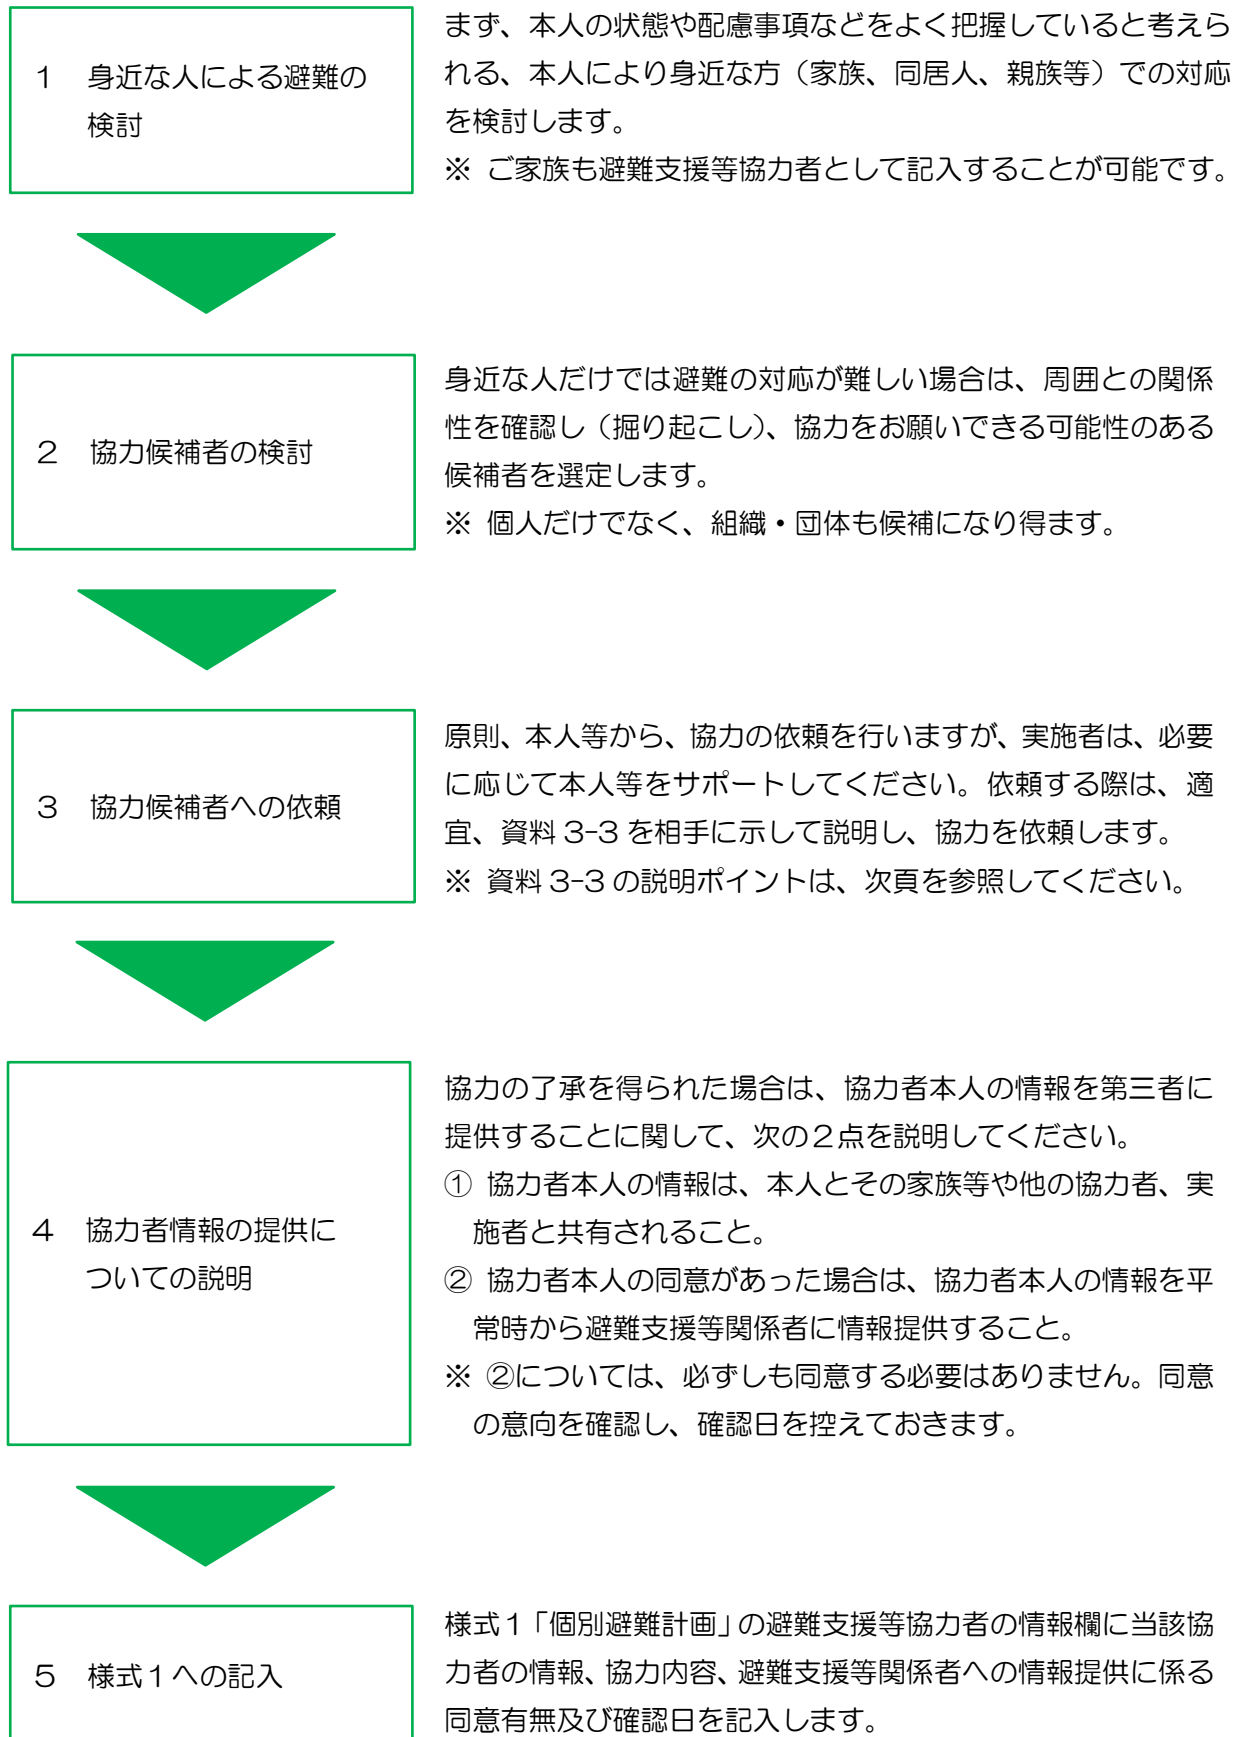 1 身近な人による避難の
検討
まず、本人の状態や配慮事項などをよく把握していると考えら
れる、本人により身近な方（家族、同居人、親族等）での対応
を検討します。
※ ご家族も避難支援等協力者として記入することが可能です。
2 協力候補者の検討
身近な人だけでは避難の対応が難しい場合は、周囲との関係
性を確認し（掘り起こし）、協力をお願いできる可能性のある
候補者を選定します。
※ 個人だけでなく、組織・団体も候補になり得ます。
3 協力候補者への依頼
原則、本人等から、協力の依頼を行いますが、実施者は、必要
に応じて本人等をサポートしてください。依頼する際は、適
宜、資料 3-3 を相手に示して説明し、協力を依頼します。
※ 資料 3-3 の説明ポイントは、次頁を参照してください。
4 協力者情報の提供に
ついての説明
協力の了承を得られた場合は、協力者本人の情報を第三者に
提供することに関して、次の2点を説明してください。
① 協力者本人の情報は、本人とその家族等や他の協力者、実
施者と共有されること。
② 協力者本人の同意があった場合は、協力者本人の情報を平
常時から避難支援等関係者に情報提供すること。
※ ②については、必ずしも同意する必要はありません。同意
の意向を確認し、確認日を控えておきます。
5 様式1への記入
様式1「個別避難計画」の避難支援等協力者の情報欄に当該協
力者の情報、協力内容、避難支援等関係者への情報提供に係る
同意有無及び確認日を記入します。